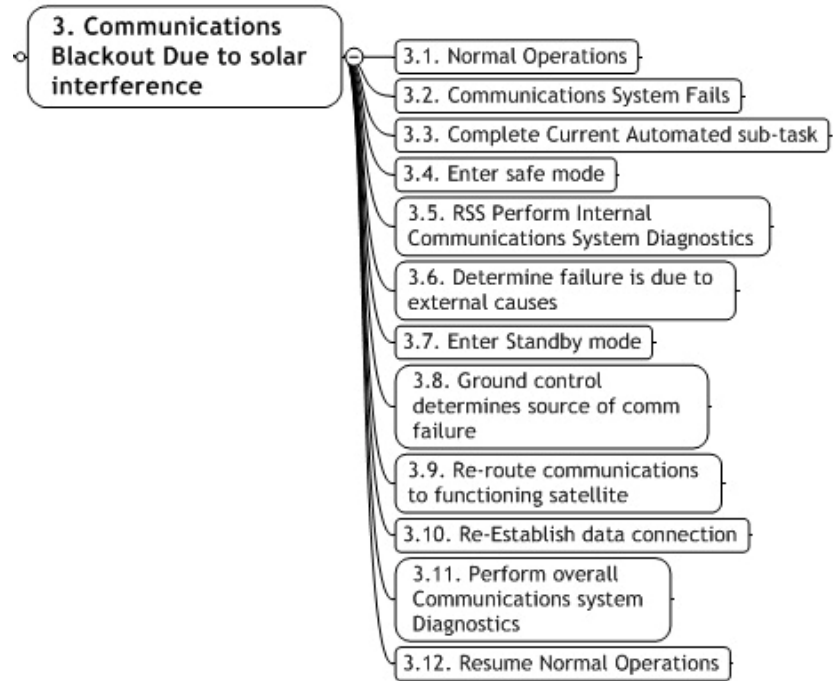 3. Communications
Blackout Due to solar
interference
3.1. Normal Operations
3.2. Communications System Fails
3.3. Complete Current Automated sub-task
3.4. Enter safe mode
3.5. RSS Perform Internal
Communications System Diagnostics
3.6. Determine failure is due to
external causes
3.7. Enter Standby mode
3.8. Ground control
determines source of comm
failure
3.9. Re-route communications
to functioning satellite
3.10. Re-Establish data connection
3.11. Perform overall
Communications system
Diagnostics
3.12. Resume Normal Operations